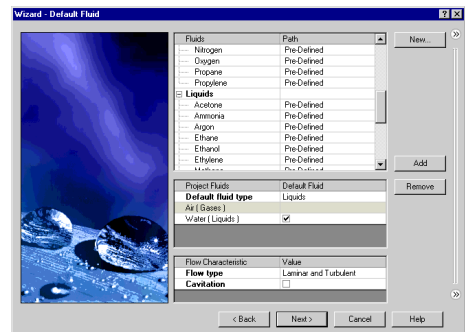 Wizard - Default Fluid
Fluids Path
Nitrogen Pre-Defined
Oxygen Pre-Defined
Propane Pre-Defined
Propylene Pre-Defined
Liquids
Acetone Pre-Defined
Ammonia Pre-Defined
Argon Pre-Defined
Ethane Pre-Defined
Ethanol Pre-Defined
Ethylene Pre-Defined
New...
Add
Remove
Project Fluids Default Fluid
Default fluid type Liquids
Air ( Gases )
Water ( Liquids )
Flow Characteristic Value
Flow type Laminar and Turbulent
Cavitation
< Back Next > Cancel Help